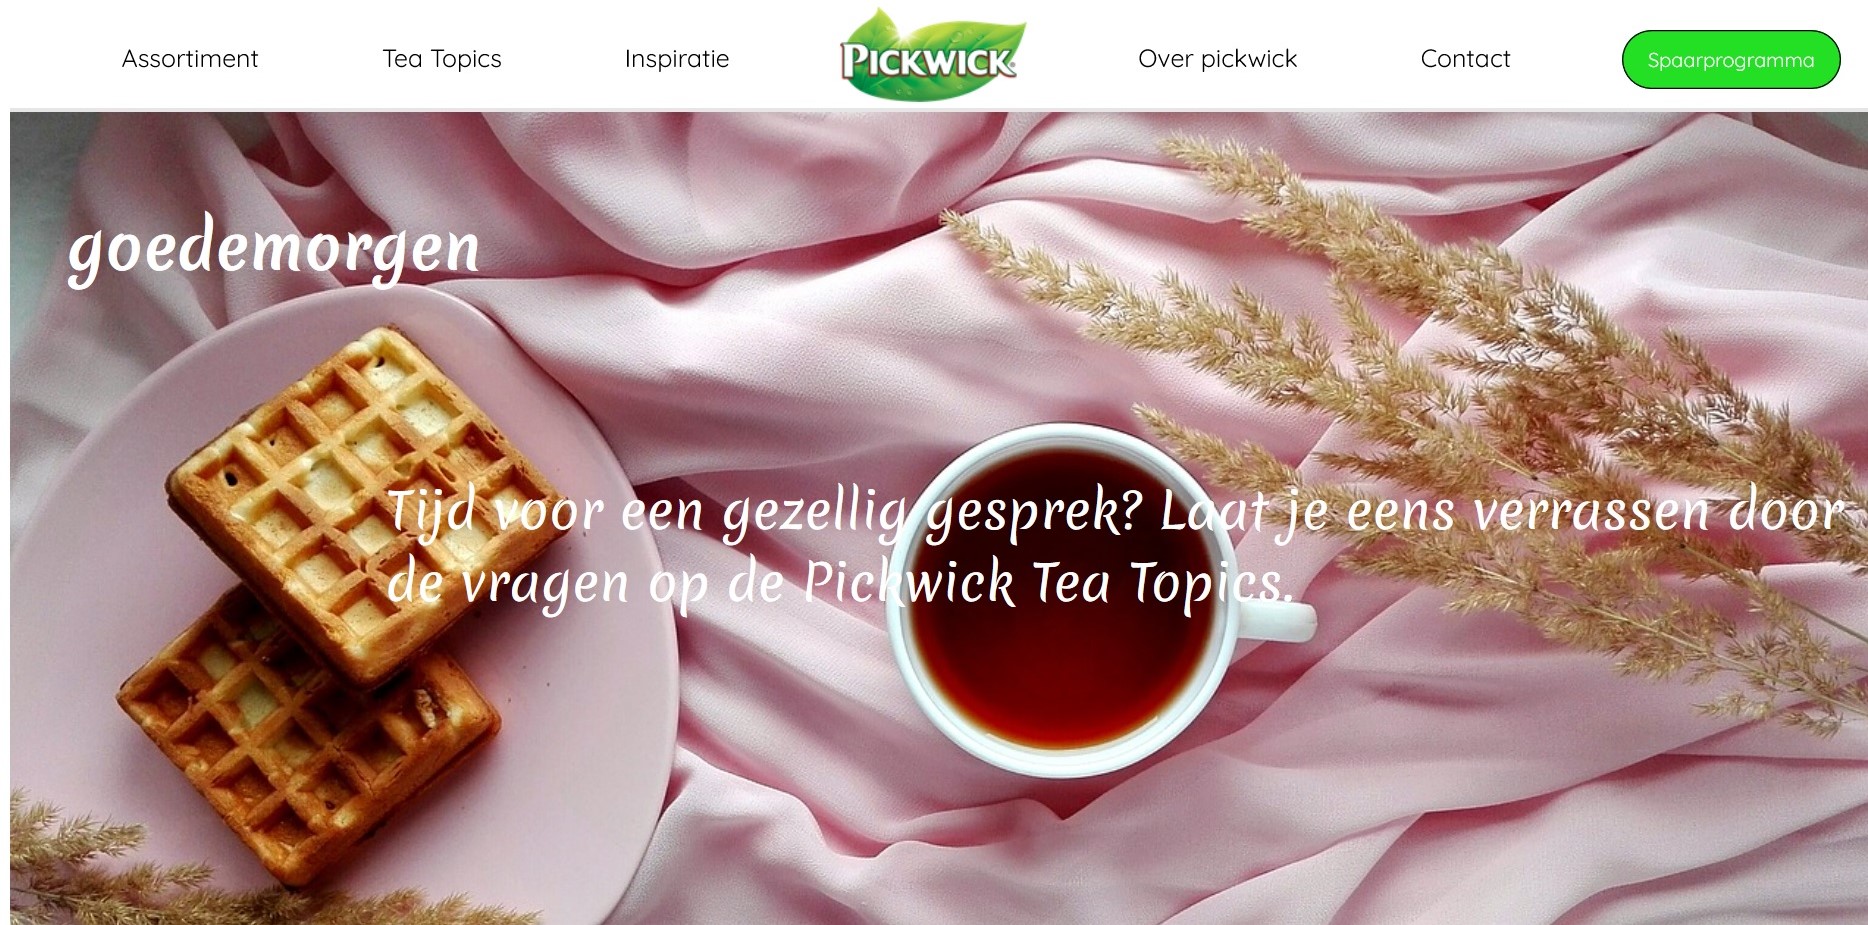 Assortiment
Tea Topics
Inspiratie
PICKWICK
Over pickwick
Contact
Spaarprogramma
goedemorgen
Tijd voor een gezellig gesprek? Laat je eens verrassen door
de vragen op de Pickwick Tea Topics.